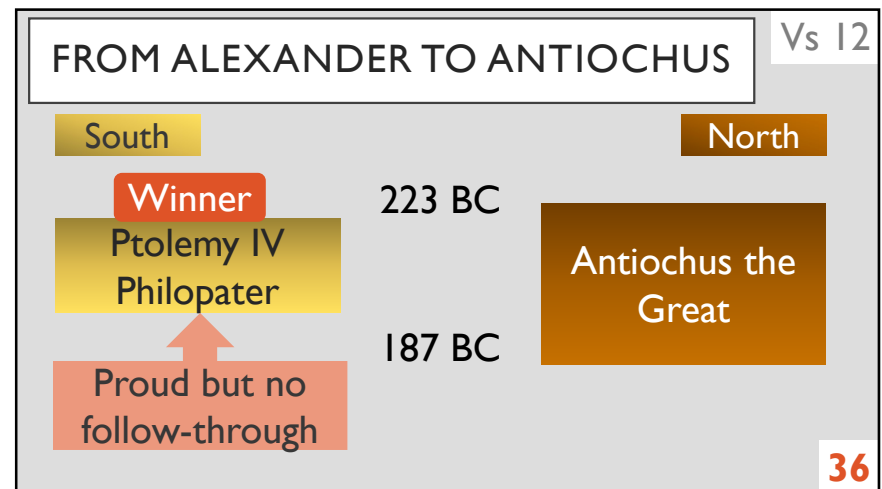 FROM ALEXANDER TO ANTIOCHUS
Vs 12
South
North
Winner
223 BC
Ptolemy IV
Philopater
Antiochus the
Great
187 BC
Proud but no
follow-through
36